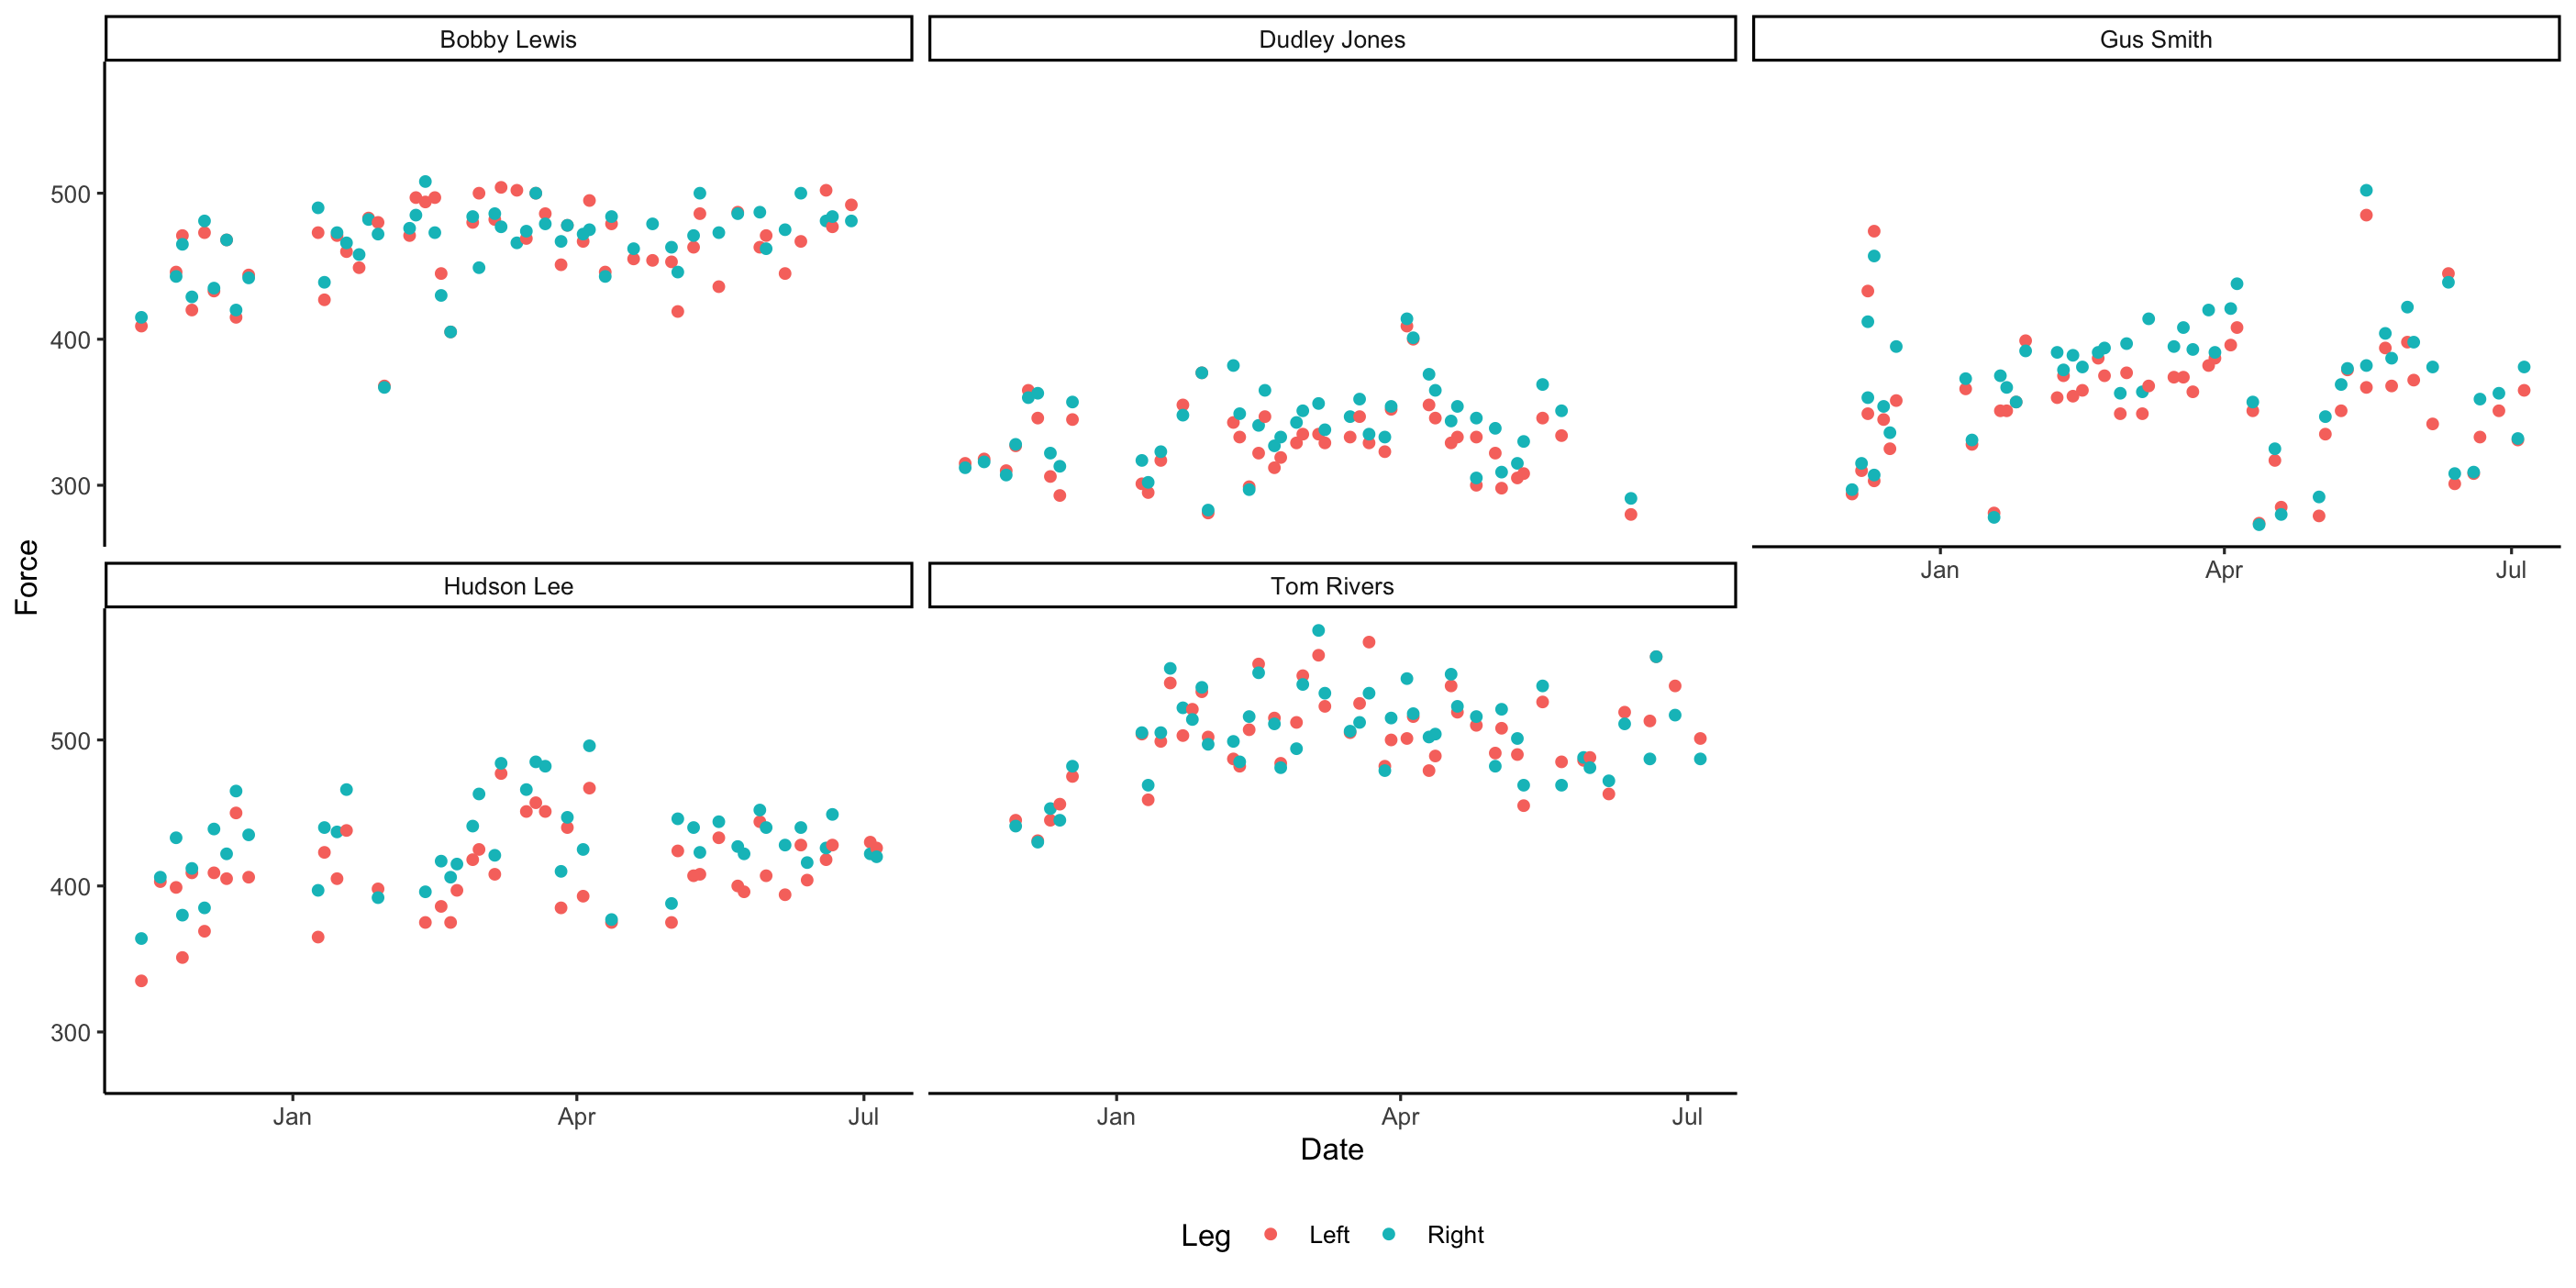 Bobby Lewis
Dudley Jones
Gus Smith
500
400
300
Jan Apr Jul
Force
Hudson Lee
Tom Rivers
500
400
300
Jan Apr Jul
Jan Apr Jul
Date
Leg Left Right